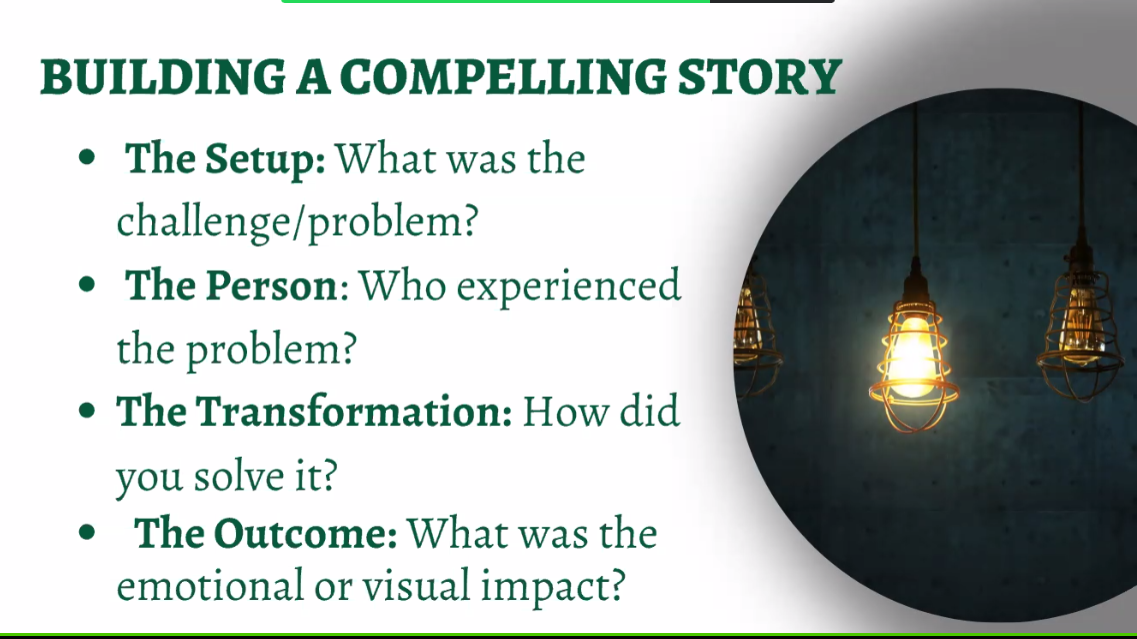 BUILDING A COMPELLING STORY
• The Setup: What was the
challenge/problem?
• The Person: Who experienced
the problem?
• The Transformation: How did
you solve it?
• The Outcome: What was the
emotional or visual impact?